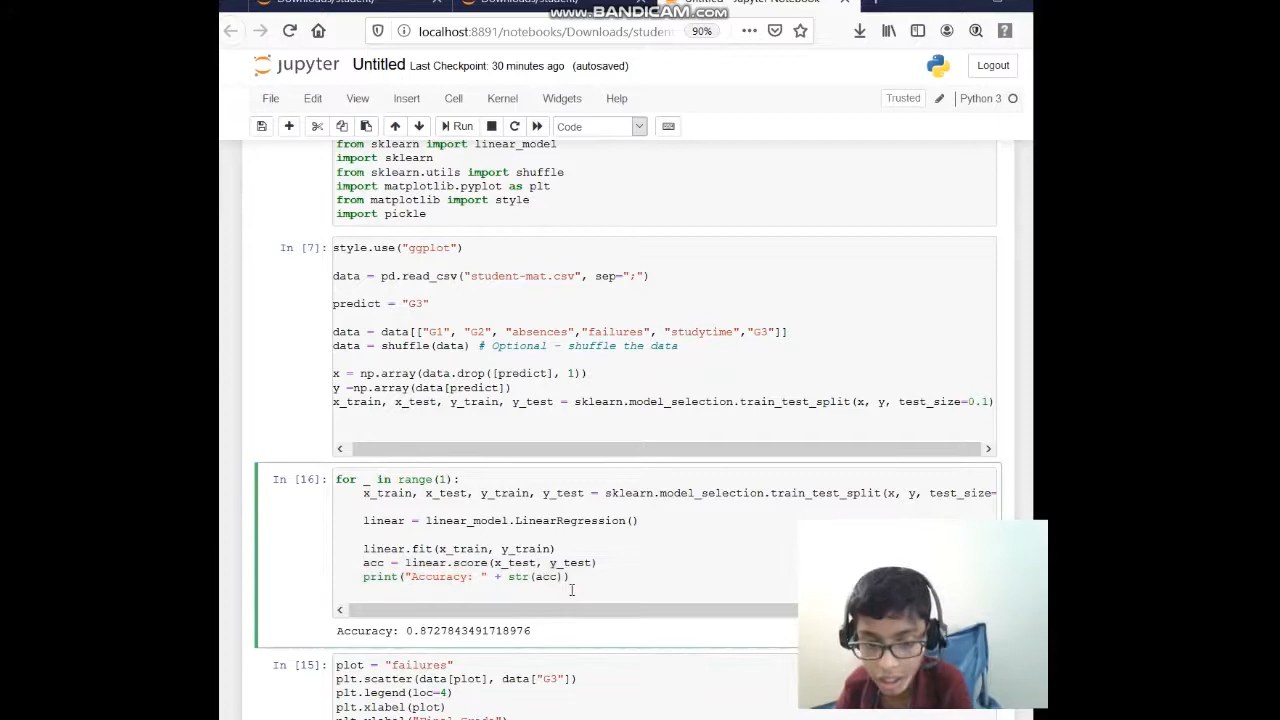 www.BANDICAM.com
localhost:8891/notebooks/Downloads/student
90%
jupyter Untitled Last Checkpoint: 30 minutes ago (autosaved)
Logout
File Edit View Insert Cell Kernel Widgets Help
Trusted
Python 3
Run
Code
from sklearn import linear_model
import sklearn
from sklearn.utils import shuffle
import matplotlib.pyplot as plt
from matplotlib import style
import pickle
In [7]:
style.use("ggplot")
data = pd.read_csv("student-mat.csv", sep=";")
predict = "G3"
data = data[["G1", "G2", "absences","failures", "studytime","G3"]]
data = shuffle(data) # Optional - shuffle the data
x = np.array(data.drop([predict], 1))
y =np.array(data[predict])
x_train, x_test, y_train, y_test = sklearn.model_selection.train_test_split(x, y, test_size=0.1)
In [16]:
for _ in range(1):
x_train, x_test, y_train, y_test = sklearn.model_selection.train_test_split(x, y, test_size=
linear = linear_model.LinearRegression()
linear.fit(x_train, y_train)
acc = linear.score(x_test, y_test)
print("Accuracy: " + str(acc))
Accuracy: 0.8727843491718976
In [15]:
plot = "failures"
plt.scatter(data[plot], data["G3"])
plt.legend(loc=4)
plt.xlabel(plot)